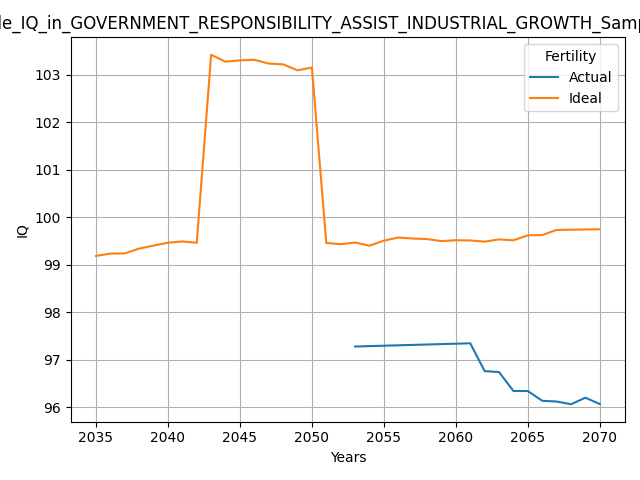 le_IQ_in_GOVERNMENT_RESPONSIBILITY_ASSIST_INDUSTRIAL_GROWTH_Samp
Fertility
Actual
Ideal
103
102
101
100
99
98
97
96
IQ
2035 2040 2045 2050 2055 2060 2065 2070
Years